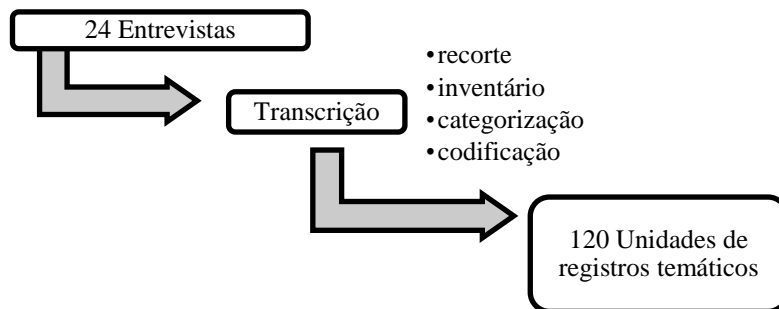 24 Entrevistas
Transcrição
•recorte
•inventário
•categorização
•codificação
120 Unidades de
registros temáticos